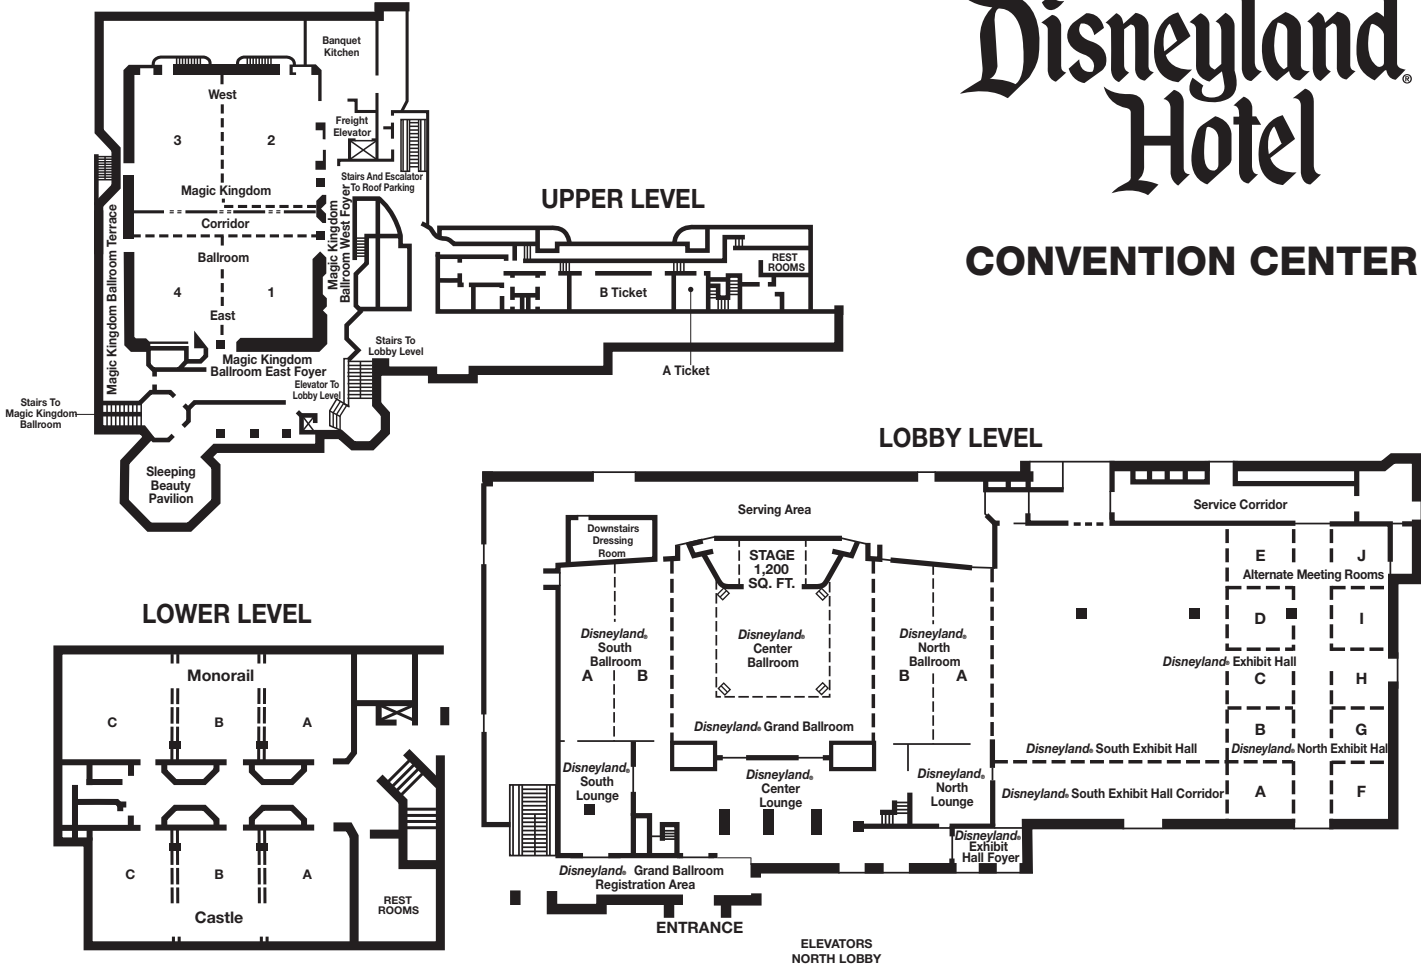 Disneyland®
Hotel
CONVENTION CENTER
UPPER LEVEL
Banquet
Kitchen
West
3
2
Freight
Elevator
Stairs And Escalator
To Roof Parking
Magic Kingdom
Corridor
Ballroom
4
1
East
Magic Kingdom Ballroom Terrace
Magic Kingdom
Ballroom West Foyer
Magic Kingdom
Ballroom East Foyer
Stairs To
Lobby Level
Elevator To
Lobby Level
Stairs To
Magic Kingdom
Ballroom
Sleeping
Beauty
Pavilion
REST
ROOMS
B Ticket
A Ticket
LOBBY LEVEL
Serving Area
Service Corridor
Downstairs
Dressing
Room
STAGE
1,200
SQ. FT.
Disneyland®
South
Ballroom
A B
Disneyland®
Center
Ballroom
Disneyland®
North
Ballroom
B A
Disneyland® Grand Ballroom
Disneyland®
South
Lounge
Disneyland®
Center
Lounge
Disneyland®
North
Lounge
E J
Alternate Meeting Rooms
D I
Disneyland® Exhibit Hall
C H
B G
Disneyland® South Exhibit Hall
Disneyland® North Exhibit Hal
Disneyland® South Exhibit Hall Corridor
A F
Disneyland®
Exhibit
Hall Foyer
Disneyland® Grand Ballroom
Registration Area
ENTRANCE
ELEVATORS
NORTH LOBBY
LOWER LEVEL
Monorail
C B A
C B A
Castle
REST
ROOMS